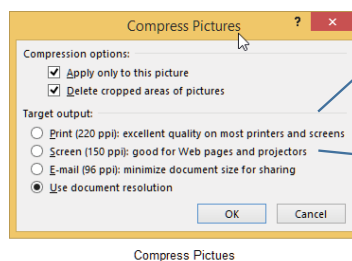 Compress Pictures
? ×
Compression options:
Apply only to this picture
Delete cropped areas of pictures
Target output:
Print (220 ppi): excellent quality on most printers and screens
Screen (150 ppi): good for Web pages and projectors
E-mail (96 ppi): minimize document size for sharing
Use document resolution
OK Cancel
Compress Pictues